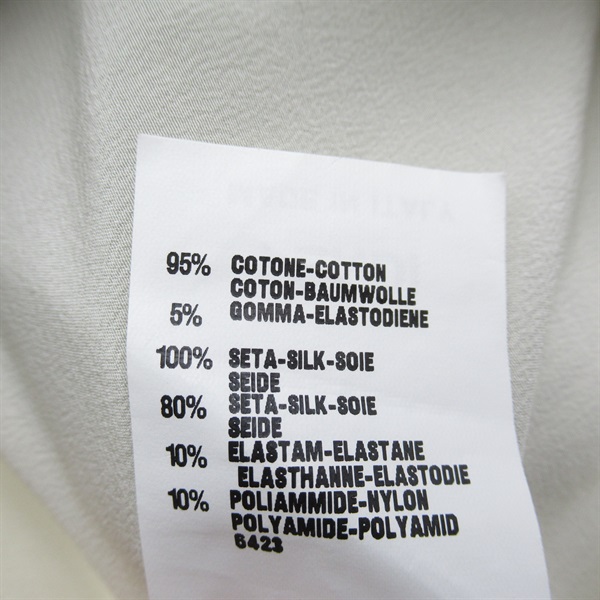 95% COTONE-COTTON
COTON-BAUMWOLLE
5% GOMMA-ELASTODIENE
100% SETA-SILK-SOIE
SEIDE
80% SETA-SILK-SOIE
SEIDE
10% ELASTAM-ELASTANE
ELASTHANNE-ELASTODIE
10% POLIAMMIDE-NYLON
POLYAMIDE-POLYAMID
6423